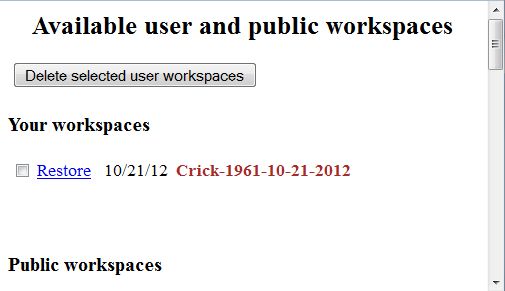 Available user and public workspaces
Delete selected user workspaces
Your workspaces
Restore 10/21/12 Crick-1961-10-21-2012
Public workspaces